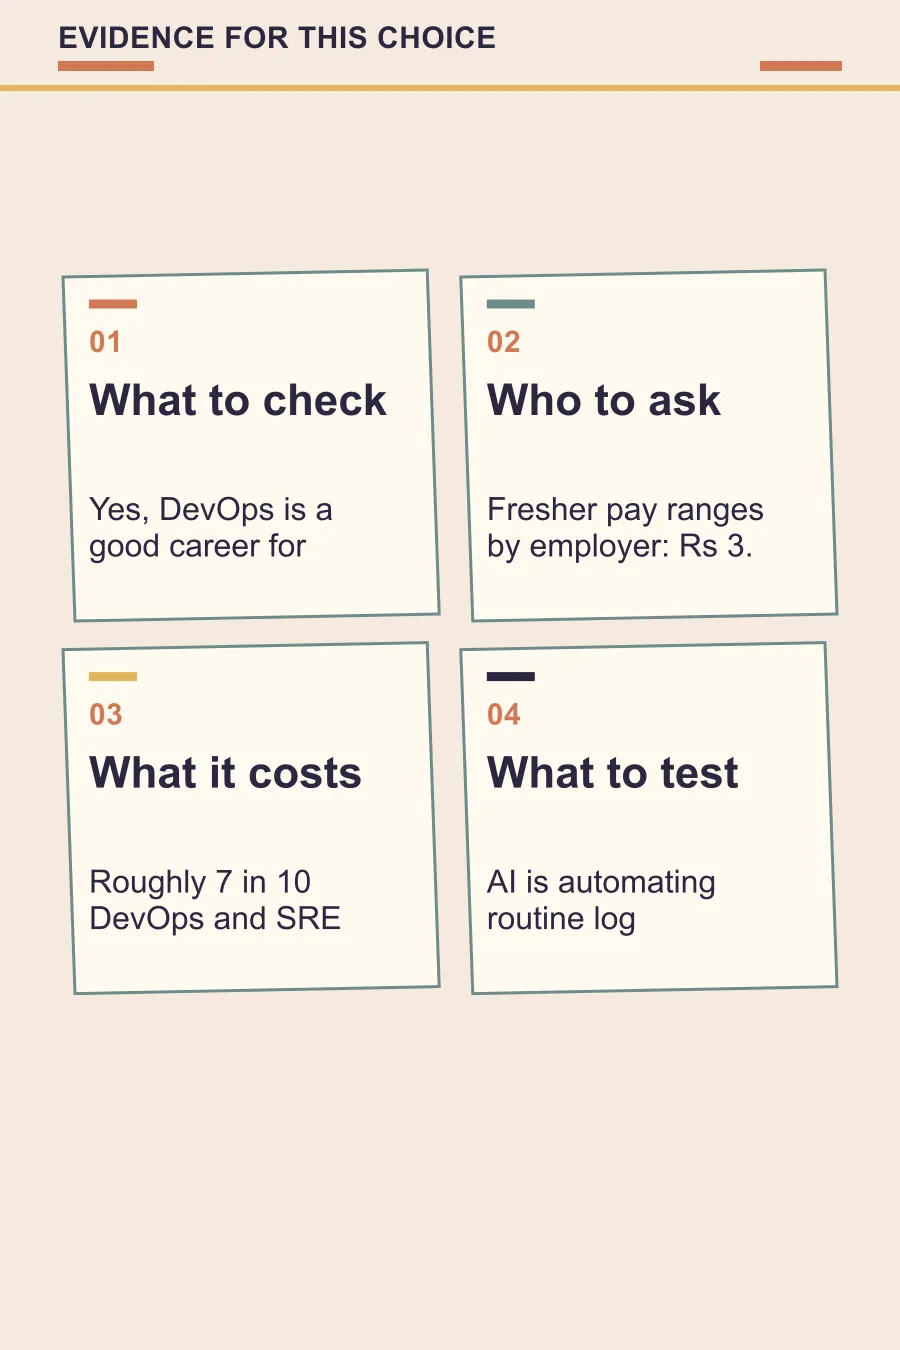 EVIDENCE FOR THIS CHOICE
01
What to check
Yes, DevOps is a
good career for
02
Who to ask
Fresher pay ranges
by employer: Rs 3.
03
What it costs
Roughly 7 in 10
DevOps and SRE
04
What to test
AI is automating
routine log